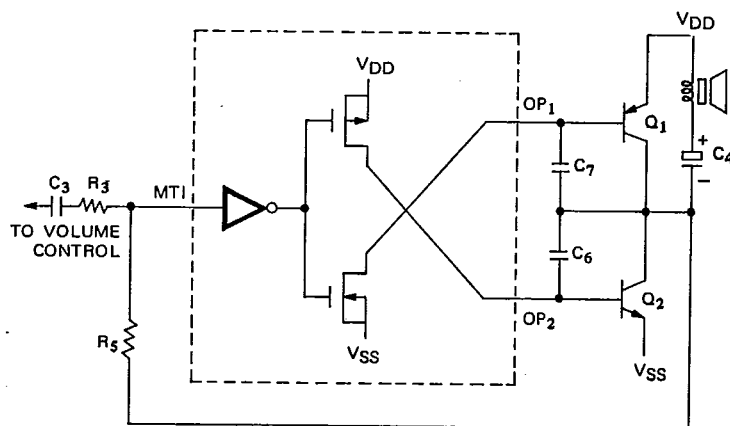 VDD
VDD
OP1
Q1
+
C4
–
C7
C3
R3
MTI
TO VOLUME
CONTROL
C6
Q2
OP2
R5
VSS
VSS